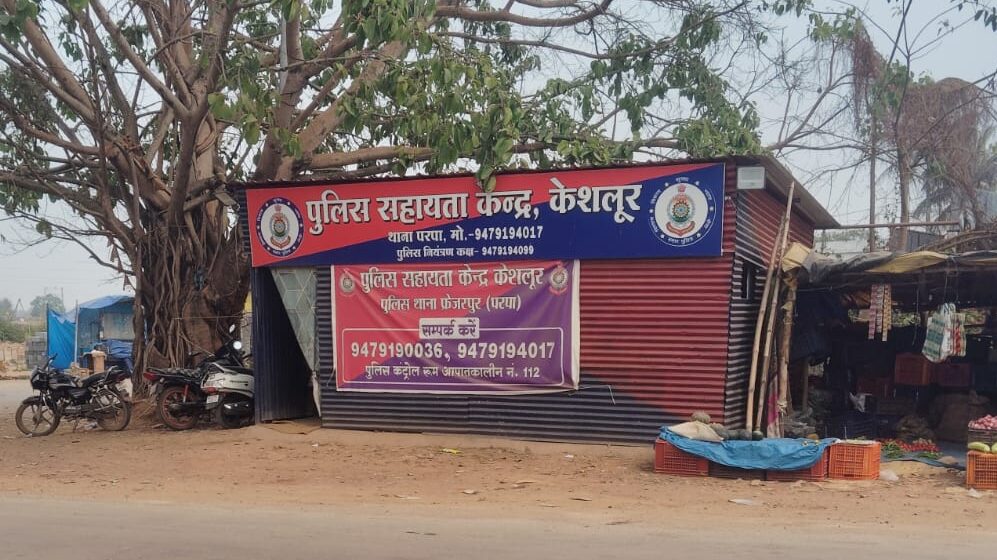 पुलिस सहायता केन्द्र, केशलूर
थाना परपा, मो.-9479194017
पुलिस नियंत्रण कक्ष- 9479194099
पुलिस सहायता केन्द्र केशलूर
पुलिस थाना फ्रेजरपुर (परपा)
सम्पर्क करें
9479190036, 9479194017
पुलिस कंट्रोल रूम आपातकालीन नं. 112